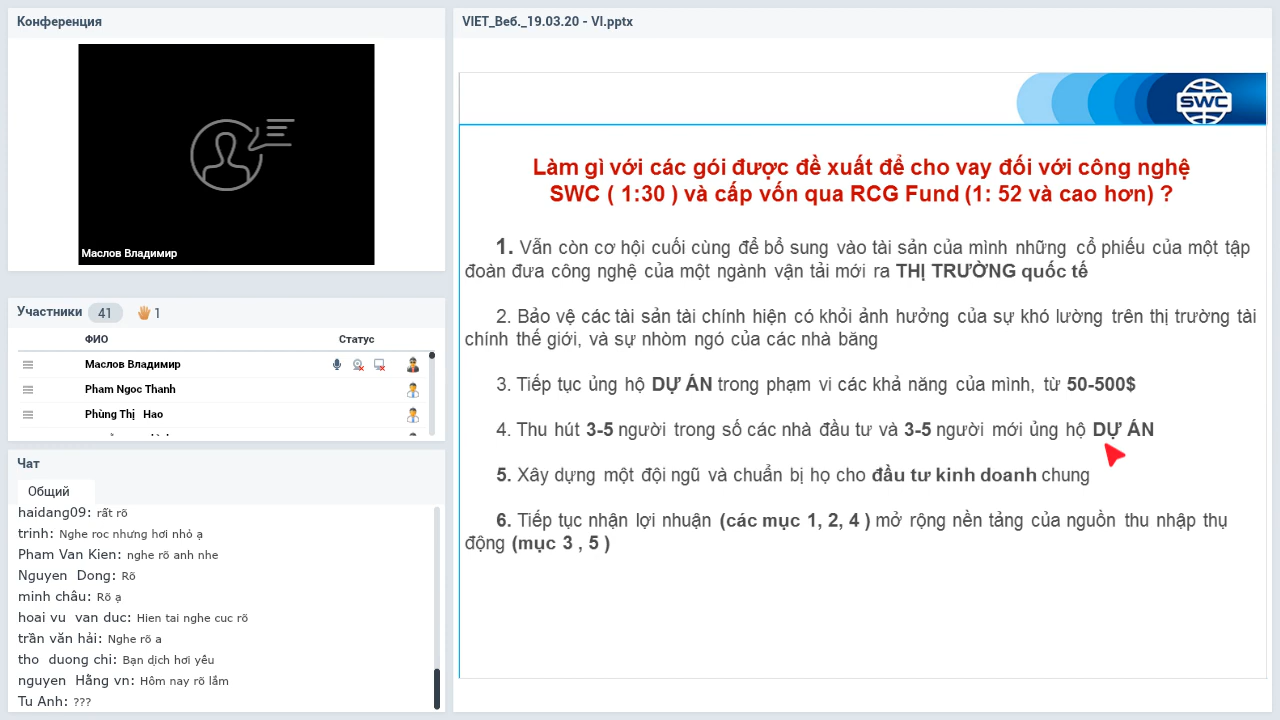 Конференция
Маслов Владимир
Участники 41 1
ФИО Статус
Маслов Владимир
Pham Ngoc Thanh
Phùng Thị Hao
Чат
Общий
haidang09: rất rõ
trinh: Nghe roc nhưng hơi nhỏ ạ
Pham Van Kien: nghe rõ anh nhe
Nguyen Dong: Rõ
minh châu: Rõ ạ
hoai vu van duc: Hien tai nghe cuc rõ
trần văn hải: Nghe rõ a
tho duong chi: Bạn dịch hơi yếu
nguyen Hằng vn: Hôm nay rõ lắm
Tu Anh: ???
VIET_Веб._19.03.20 - VI.pptx
SWC
Làm gì với các gói được đề xuất để cho vay đối với công nghệ
SWC ( 1:30 ) và cấp vốn qua RCG Fund (1: 52 và cao hơn) ?
1. Vẫn còn cơ hội cuối cùng để bổ sung vào tài sản của mình những cổ phiếu của một tập
đoàn đưa công nghệ của một ngành vận tải mới ra THỊ TRƯỜNG quốc tế
2. Bảo vệ các tài sản tài chính hiện có khỏi ảnh hưởng của sự khó lường trên thị trường tài
chính thế giới, và sự nhòm ngó của các nhà băng
3. Tiếp tục ủng hộ DỰ ÁN trong phạm vi các khả năng của mình, từ 50-500$
4. Thu hút 3-5 người trong số các nhà đầu tư và 3-5 người mới ủng hộ DỰ ÁN
5. Xây dựng một đội ngũ và chuẩn bị họ cho đầu tư kinh doanh chung
6. Tiếp tục nhận lợi nhuận (các mục 1, 2, 4 ) mở rộng nền tảng của nguồn thu nhập thụ
động (mục 3 , 5 )